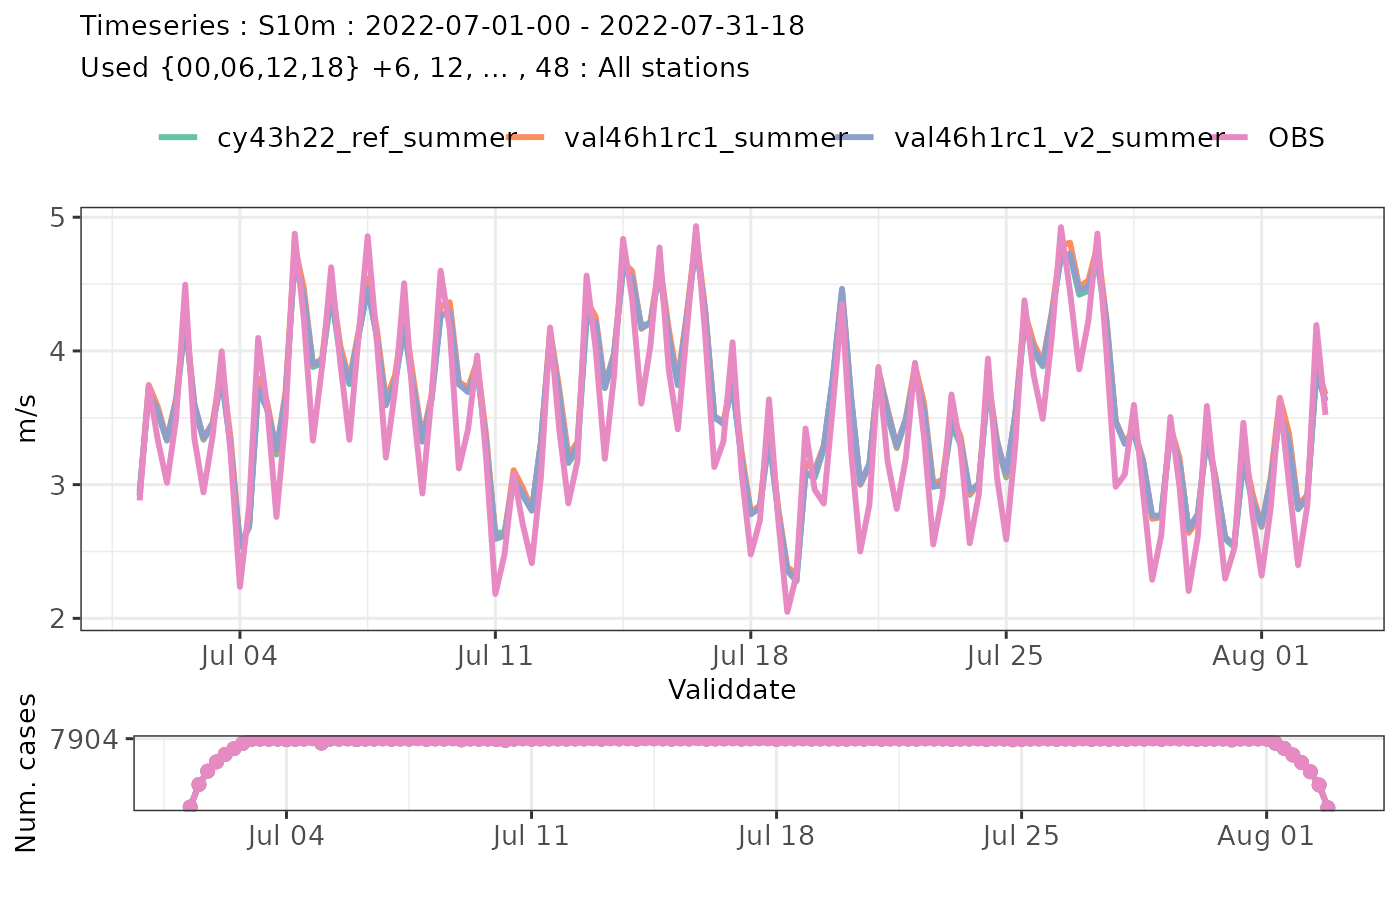 Timeseries : S10m : 2022-07-01-00 - 2022-07-31-18
Used {00,06,12,18} +6, 12, ... , 48 : All stations
cy43h22_ref_summer val46h1rc1_summer val46h1rc1_v2_summer OBS
m/s
5
4
3
2
Jul 04 Jul 11 Jul 18 Jul 25 Aug 01
Validdate
Num. cases
7904
Jul 04 Jul 11 Jul 18 Jul 25 Aug 01